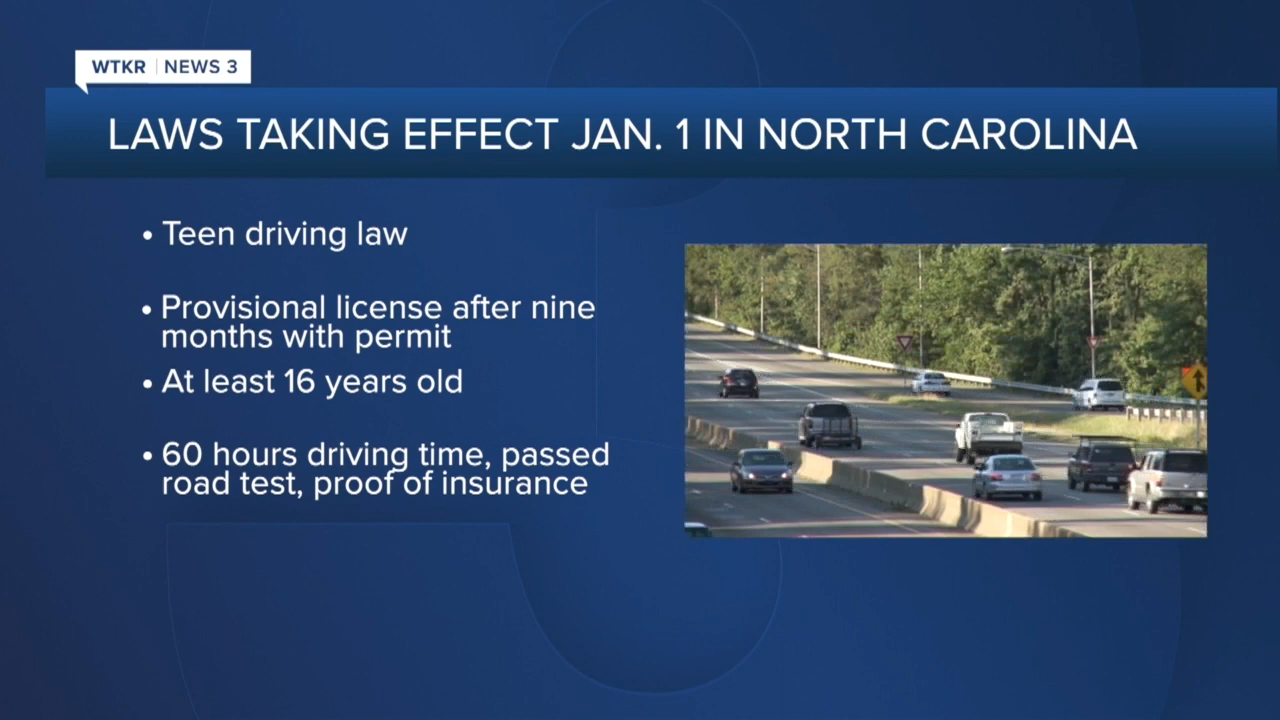 WTKR | NEWS 3
LAWS TAKING EFFECT JAN. 1 IN NORTH CAROLINA
• Teen driving law
• Provisional license after nine
months with permit
• At least 16 years old
• 60 hours driving time, passed
road test, proof of insurance